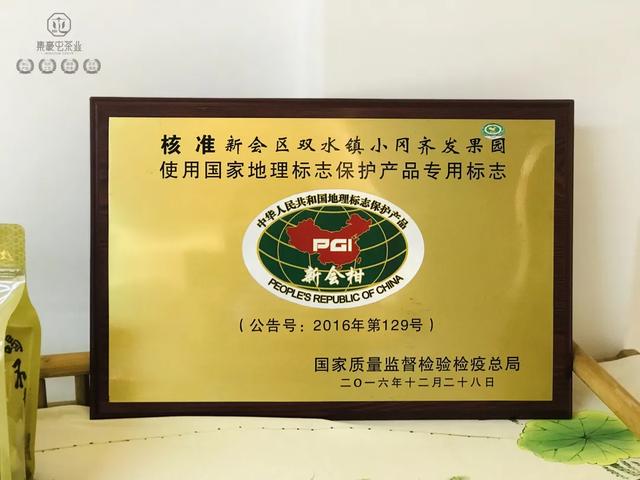 集豪屯茶业
核准新会区双水镇小冈齐发果园
使用国家地理标志保护产品专用标志
中华人民共和国地理标志保护产品
PGI
新会柑
PEOPLE'S REPUBLIC OF CHINA
(公告号：2016年第129号)
国家质量监督检验检疫总局
二〇一六年十二月二十八日